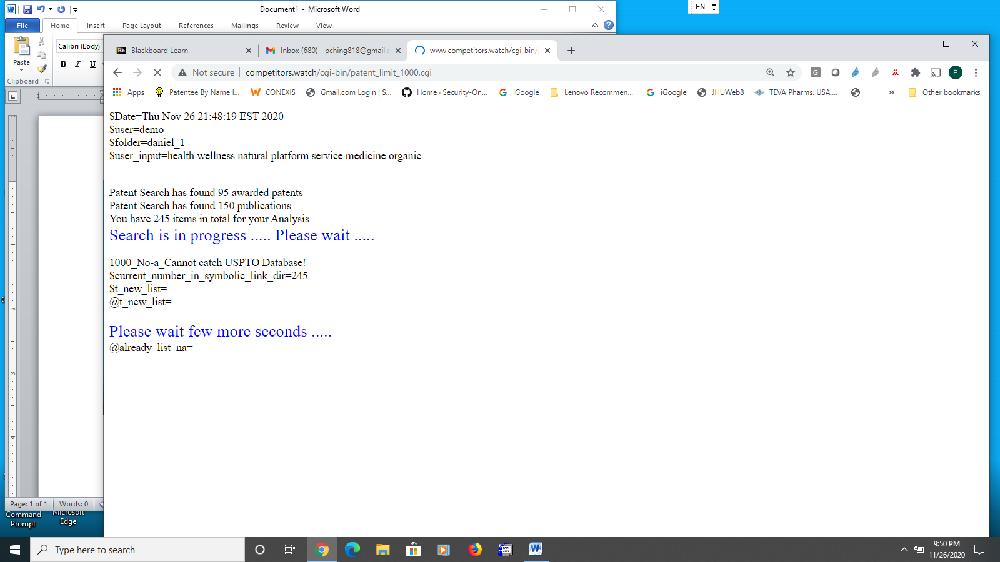 Document1 - Microsoft Word
EN
File Home Insert Page Layout References Mailings Review View
Paste
Calibri (Body)
B I U
Clipboard
Blackboard Learn
Inbox (680) - pching818@gmail.c
www.competitors.watch/cgi-bin/
Not secure
competitors.watch/cgi-bin/patent_limit_1000.cgi
G
P
Apps
Patentee By Name I...
CONEXIS
Gmail.com Login | S...
Home · Security-On...
iGoogle
Lenovo Recommen...
iGoogle
JHUWeb8
TEVA Pharms. USA,...
»
Other bookmarks
$Date=Thu Nov 26 21:48:19 EST 2020
$user=demo
$folder=daniel_1
$user_input=health wellness natural platform service medicine organic
Patent Search has found 95 awarded patents
Patent Search has found 150 publications
You have 245 items in total for your Analysis
Search is in progress ..... Please wait .....
1000_No-a_Cannot catch USPTO Database!
$current_number_in_symbolic_link_dir=245
$t_new_list=
@t_new_list=
Please wait few more seconds .....
@already_list_na=
Page: 1 of 1
Words: 0
Command Prompt
Microsoft Edge
Type here to search
9:50 PM
11/26/2020